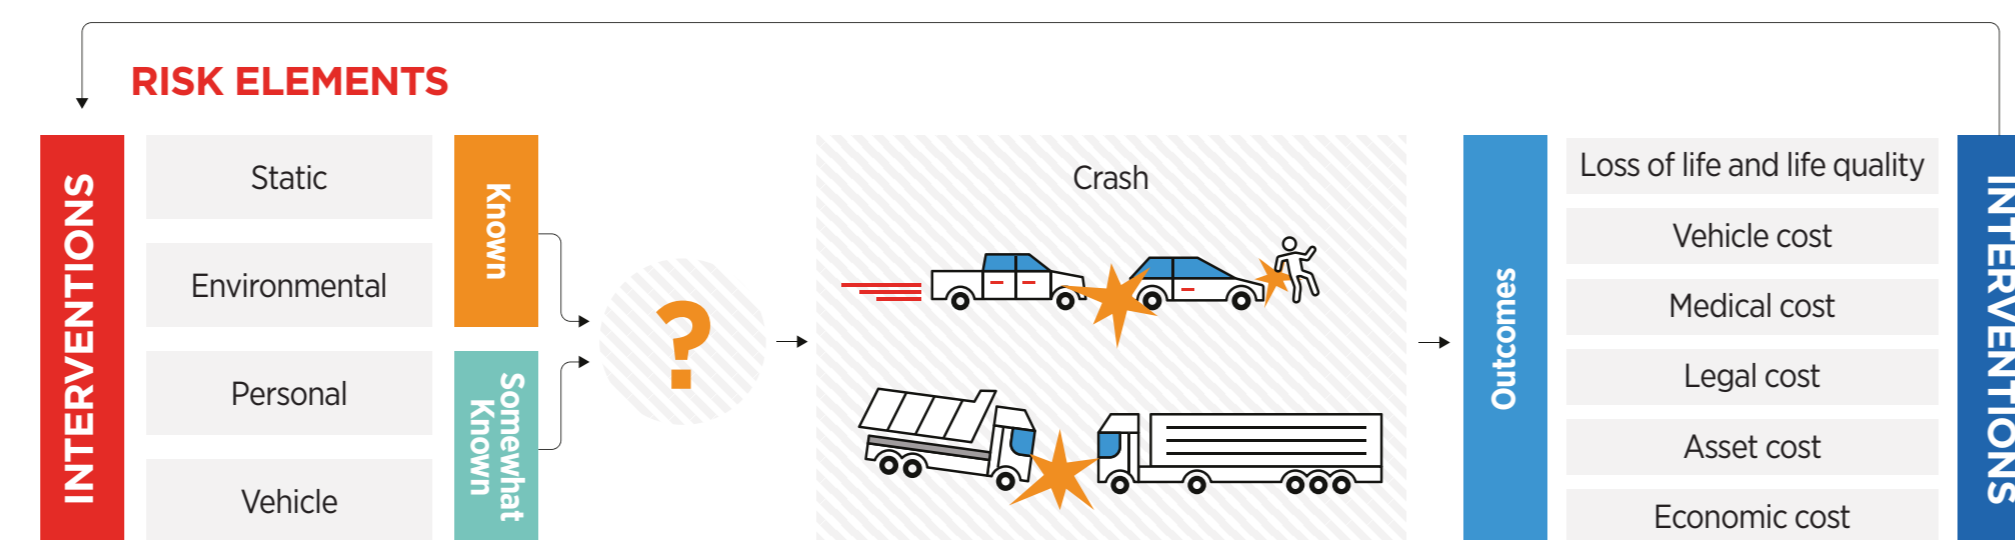 RISK ELEMENTS
INTERVENTIONS
Static
Environmental
Personal
Vehicle
Known
Somewhat
Known
?
Crash
Outcomes
Loss of life and life quality
Vehicle cost
Medical cost
Legal cost
Asset cost
Economic cost
INTERVENTIONS